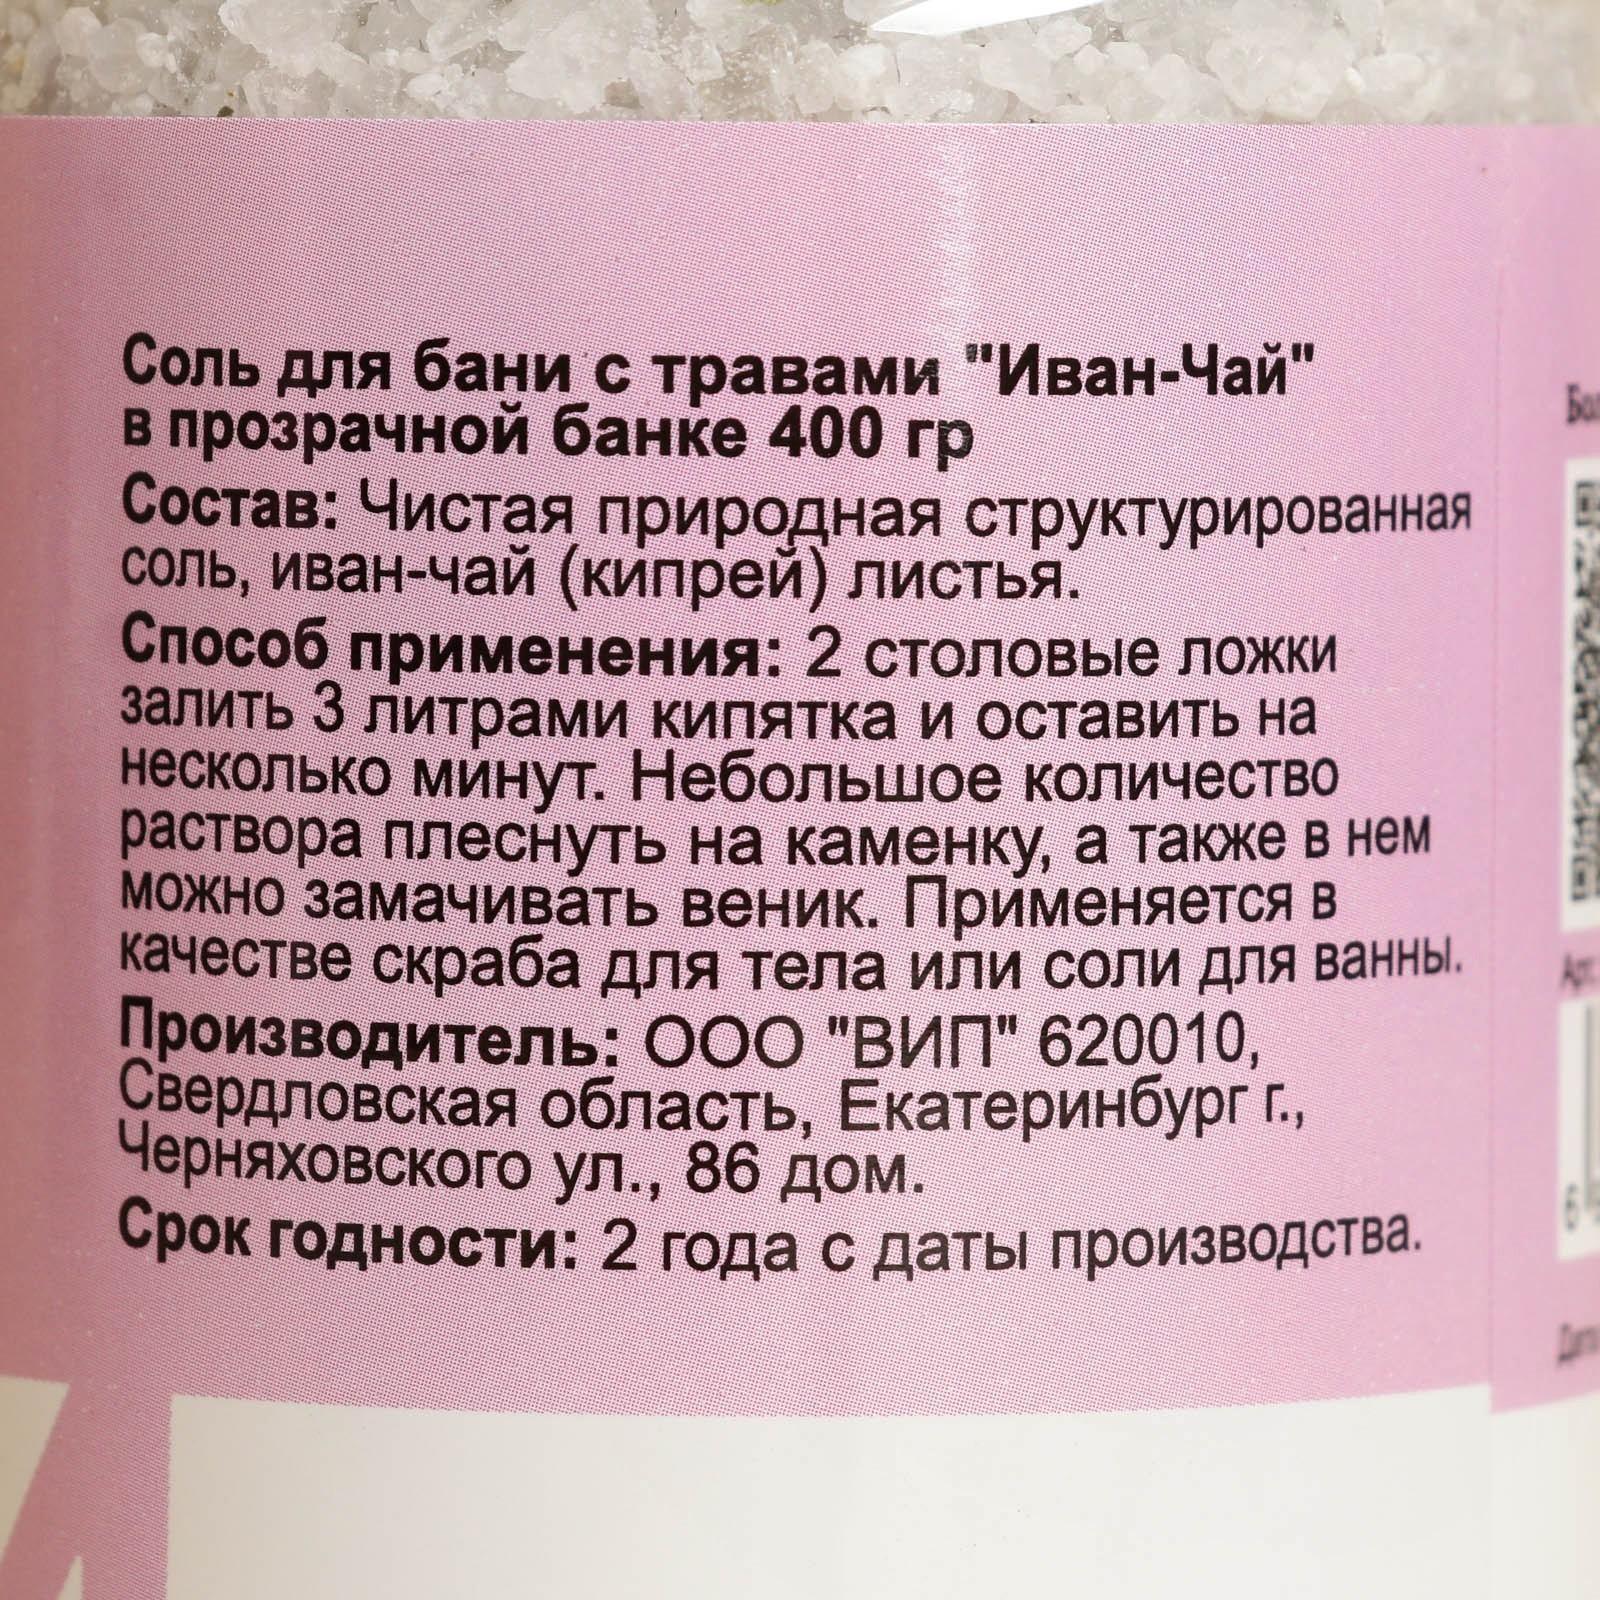 Соль для бани с травами "Иван-Чай"
в прозрачной банке 400 гр
Состав: Чистая природная структурированная
соль, иван-чай (кипрей) листья.
Способ применения: 2 столовые ложки
залить 3 литрами кипятка и оставить на
несколько минут. Небольшое количество
раствора плеснуть на каменку, а также в нем
можно замачивать веник. Применяется в
качестве скраба для тела или соли для ванны.
Производитель: ООО "ВИП" 620010,
Свердловская область, Екатеринбург г.,
Черняховского ул., 86 дом.
Срок годности: 2 года с даты производства.